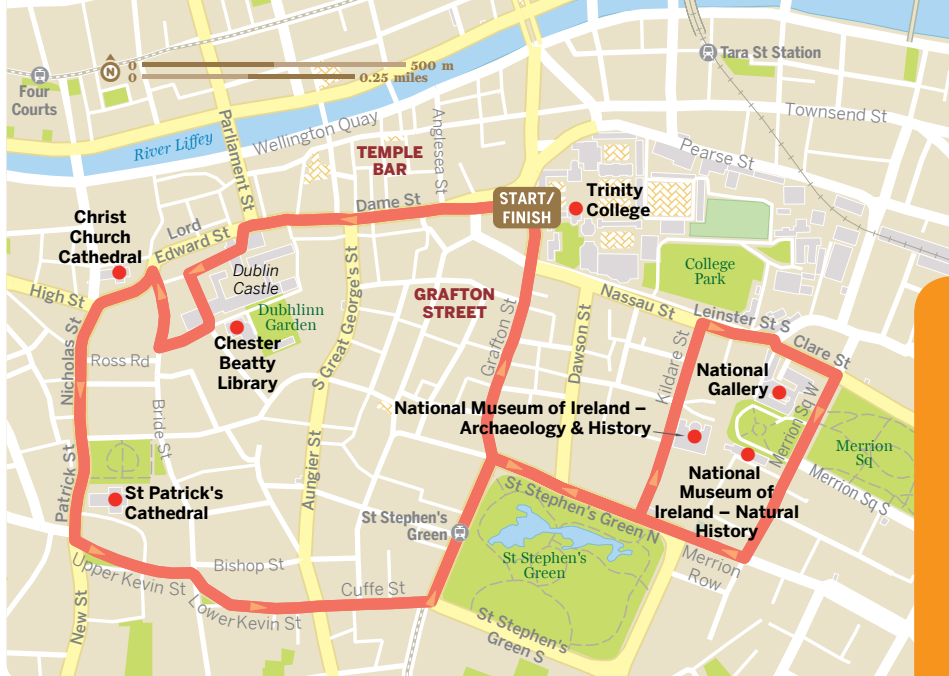 0 500 m
N
0 0.25 miles
Tara St Station
Four
Courts
Townsend St
River Liffey
Parliament St
Wellington Quay
Anglesea St
TEMPLE
BAR
Pearse St
Dame St
START/
FINISH
Trinity
College
Christ
Church
Cathedral
Lord
Edward St
Dublin
Castle
College
Park
High St
Dubhlinn
Garden
GRAFTON
STREET
Nassau St
Leinster St S
Clare St
Nicholas St
Ross Rd
Chester
Beatty
Library
S Great George's St
Grafton St
Dawson St
Kildare St
National
Gallery
National Museum of Ireland –
Archaeology & History
Merrion Sq W
Bride St
Merrion
Sq
Patrick St
St Patrick's
Cathedral
Aungier St
National
Museum of
Ireland – Natural
History
Merrion Sq S
St Stephen's Green N
St Stephen's
Green
St Stephen's
Green
Merrion
Row
Upper Kevin St
Bishop St
Cuffe St
Lower Kevin St
New St
St Stephen's
Green S